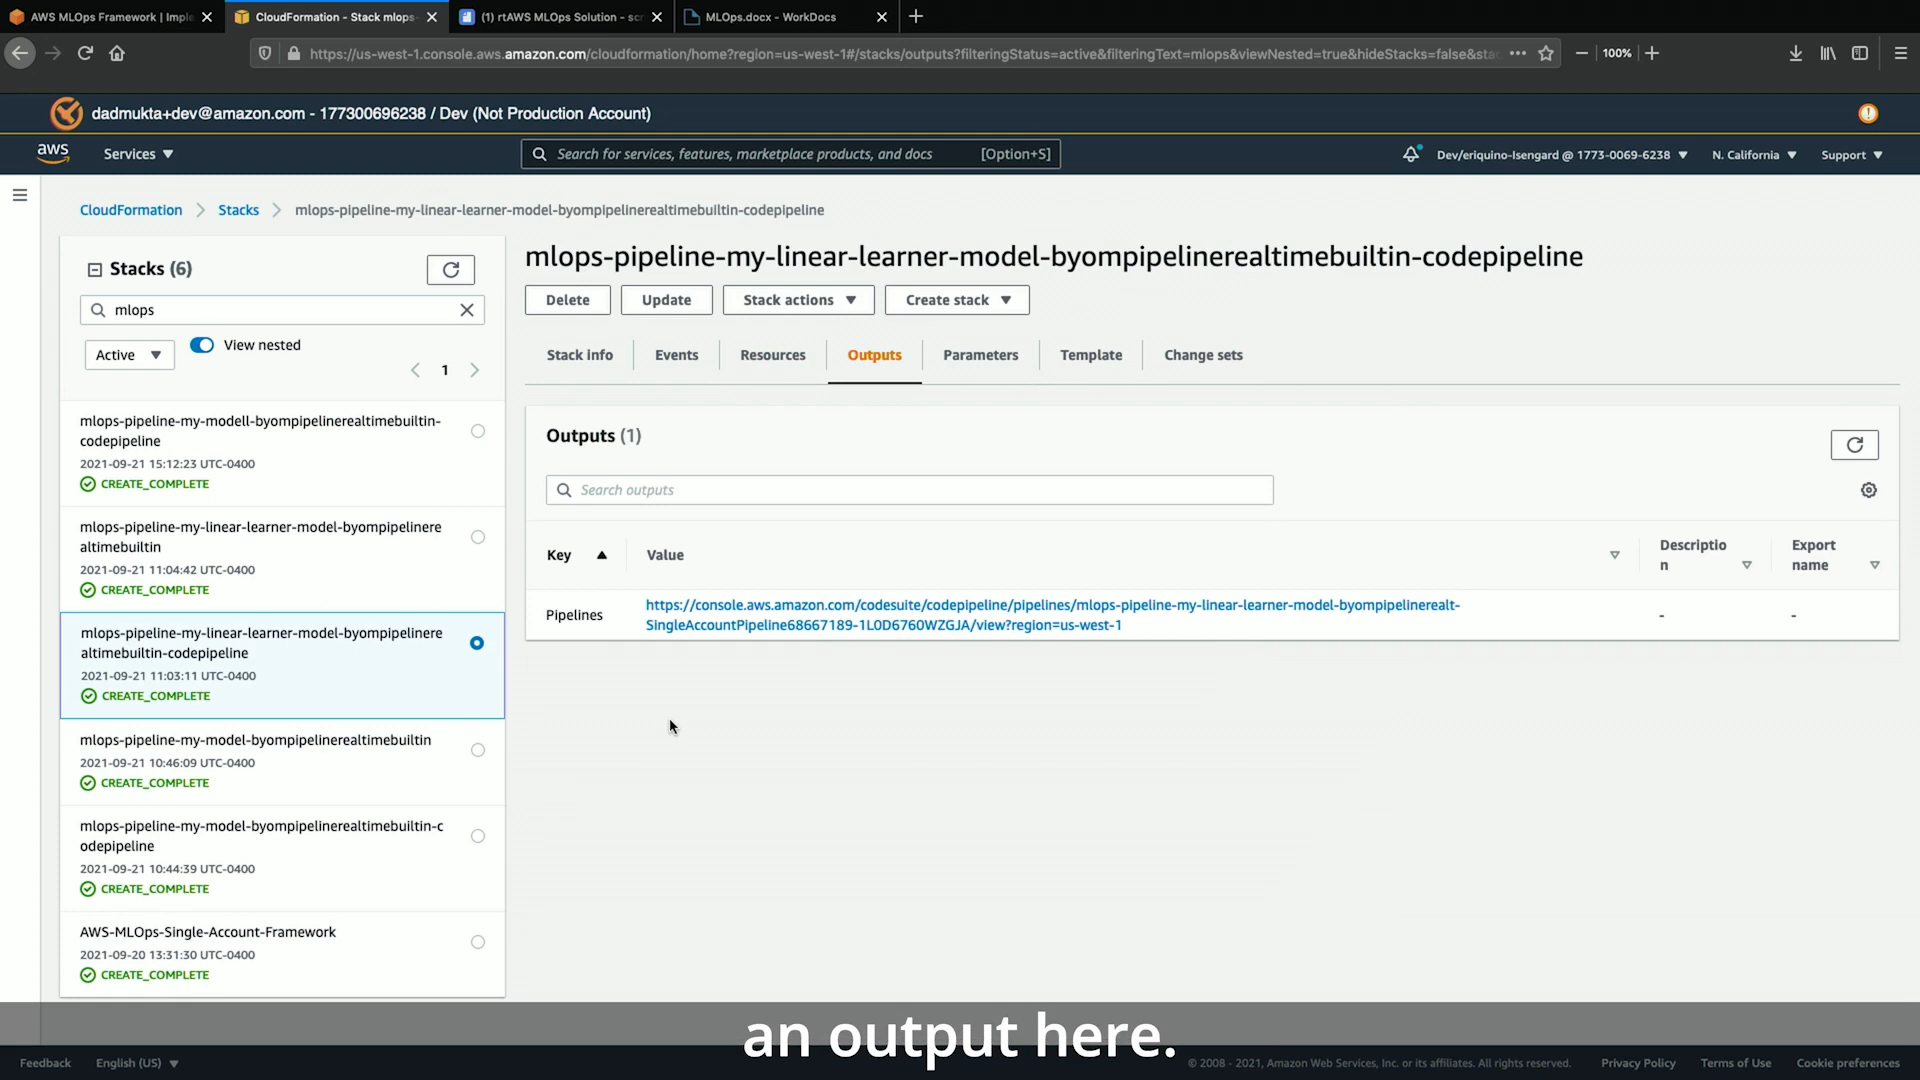 AWS MLOps Framework | Imple
CloudFormation - Stack mlops-
(1) rtAWS MLOps Solution - scr
MLOps.docx - WorkDocs
https://us-west-1.console.aws.amazon.com/cloudformation/home?region=us-west-1#/stacks/outputs?filteringStatus=active&filteringText=mlops&viewNested=true&hideStacks=false&stac
100%
dadmukta+dev@amazon.com - 177300696238 / Dev (Not Production Account)
aws
Services
Search for services, features, marketplace products, and docs
[Option+S]
Dev/eriquino-Isengard @ 1773-0069-6238
N. California
Support
CloudFormation
Stacks
mlops-pipeline-my-linear-learner-model-byompipelinerealtimebuiltin-codepipeline
Stacks (6)
mlops
Active
View nested
1
mlops-pipeline-my-modell-byompipelinerealtimebuiltin-
codepipeline
2021-09-21 15:12:23 UTC-0400
CREATE_COMPLETE
mlops-pipeline-my-linear-learner-model-byompipelinere
altimebuiltin
2021-09-21 11:04:42 UTC-0400
CREATE_COMPLETE
mlops-pipeline-my-linear-learner-model-byompipelinere
altimebuiltin-codepipeline
2021-09-21 11:03:11 UTC-0400
CREATE_COMPLETE
mlops-pipeline-my-model-byompipelinerealtimebuiltin
2021-09-21 10:46:09 UTC-0400
CREATE_COMPLETE
mlops-pipeline-my-model-byompipelinerealtimebuiltin-c
odepipeline
2021-09-21 10:44:39 UTC-0400
CREATE_COMPLETE
AWS-MLOps-Single-Account-Framework
2021-09-20 13:31:30 UTC-0400
CREATE_COMPLETE
mlops-pipeline-my-linear-learner-model-byompipelinerealtimebuiltin-codepipeline
Delete
Update
Stack actions
Create stack
Stack info
Events
Resources
Outputs
Parameters
Template
Change sets
Outputs (1)
Search outputs
Key
Value
Descriptio
n
Export
name
Pipelines
https://console.aws.amazon.com/codesuite/codepipeline/pipelines/mlops-pipeline-my-linear-learner-model-byompipelinerealt-
SingleAccountPipeline68667189-1L0D6760WZGJA/view?region=us-west-1
-
-
an output here.
Feedback
English (US)
© 2008 - 2021, Amazon Web Services, Inc. or its affiliates. All rights reserved.
Privacy Policy
Terms of Use
Cookie preferences